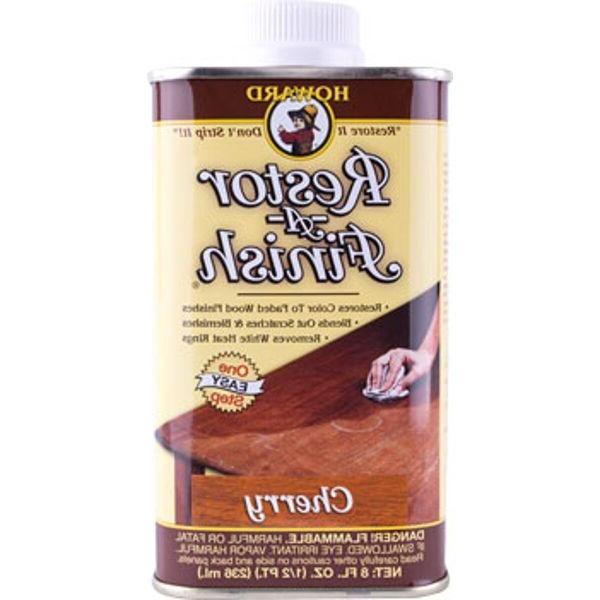 HOWARD
"Restore It Don't Strip It!"
Restor
-A-
Finish®
• Restores Color To Faded Wood Finishes
• Blends Out Scratches & Blemishes
• Removes White Heat Rings
One
EASY
Step
Cherry
DANGER! FLAMMABLE. HARMFUL OR FATAL
IF SWALLOWED. EYE IRRITANT. VAPOR HARMFUL.
Read carefully other cautions on side and back panels.
NET: 8 FL. OZ. (1/2 PT.) (236 ml.)